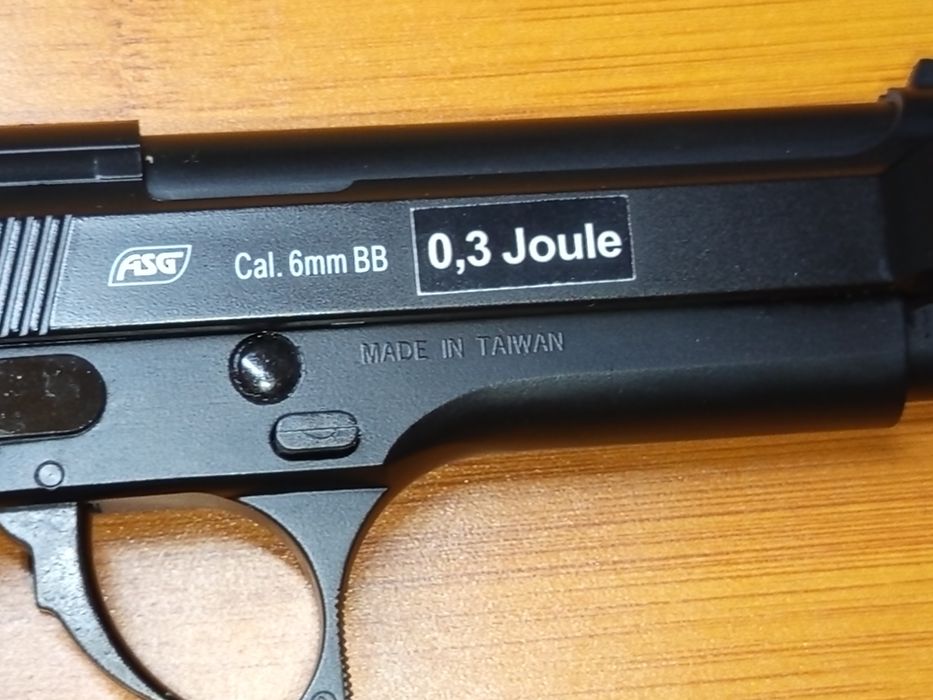 ASG Cal. 6mm BB 0,3 Joule
MADE IN TAIWAN